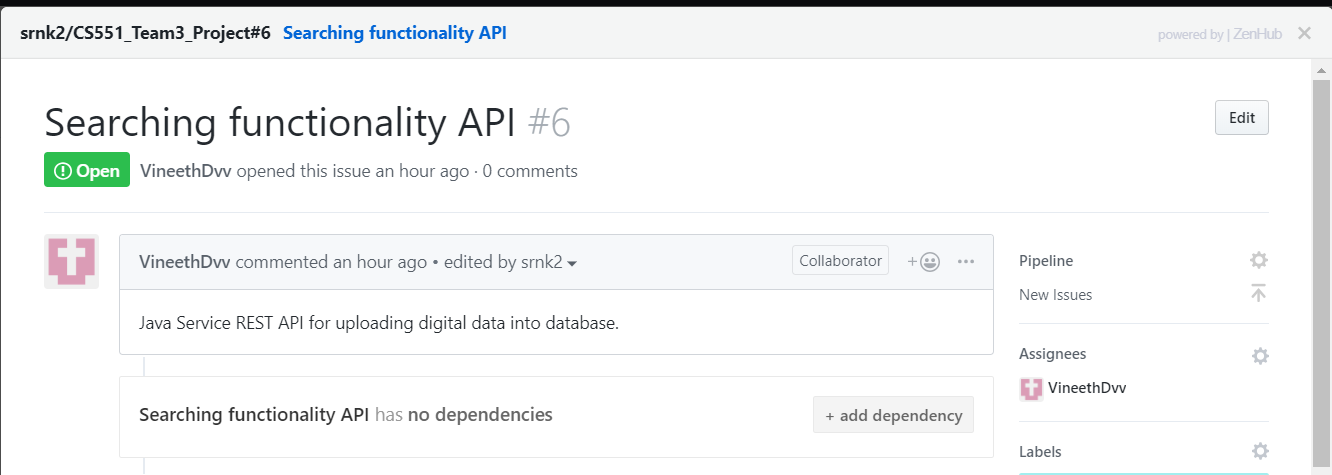 srnk2/CS551_Team3_Project#6 Searching functionality API powered by | ZenHub
Searching functionality API #6 Edit
Open VineethDvv opened this issue an hour ago · 0 comments
VineethDvv commented an hour ago • edited by srnk2 Collaborator
Java Service REST API for uploading digital data into database.
Searching functionality API has no dependencies + add dependency
Pipeline
New Issues
Assignees
VineethDvv
Labels